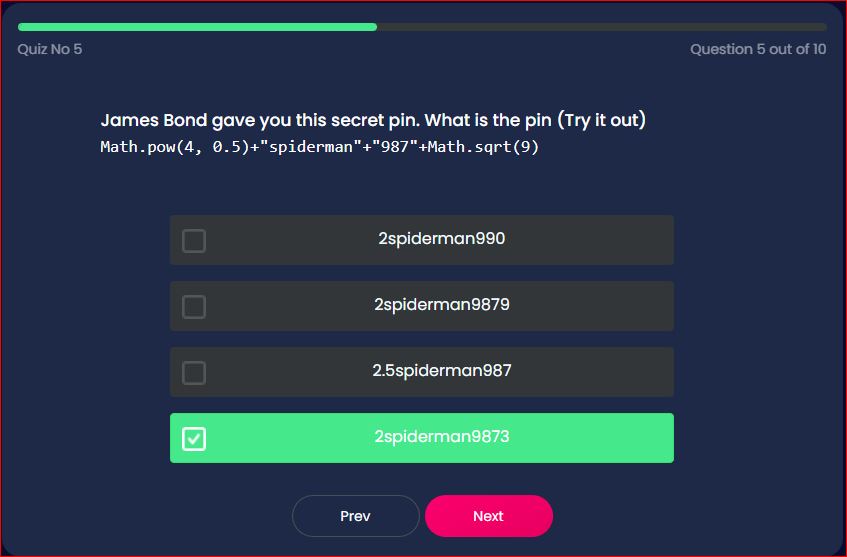 Quiz No 5
Question 5 out of 10
James Bond gave you this secret pin. What is the pin (Try it out)
Math.pow(4, 0.5)+"spiderman"+"987"+Math.sqrt(9)
2spiderman990
2spiderman9879
2.5spiderman987
2spiderman9873
Prev
Next